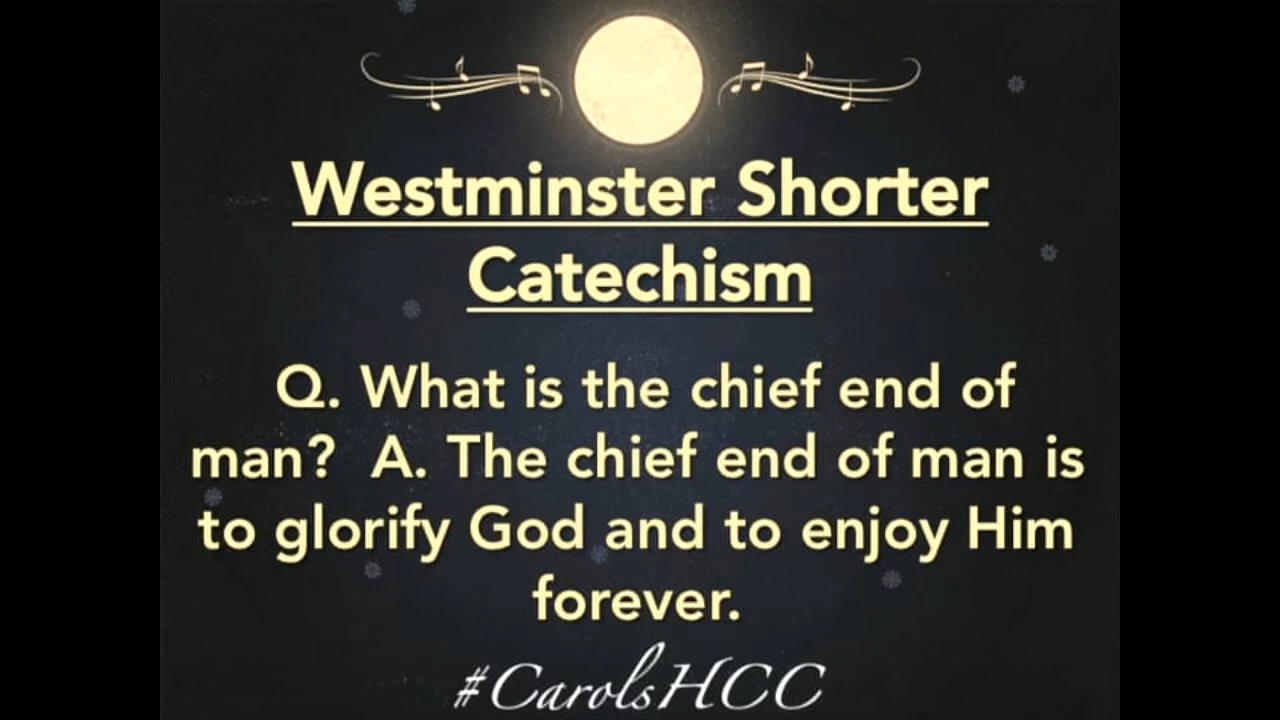 Westminster Shorter
Catechism
Q. What is the chief end of
man? A. The chief end of man is
to glorify God and to enjoy Him
forever.
#CarolsHCC